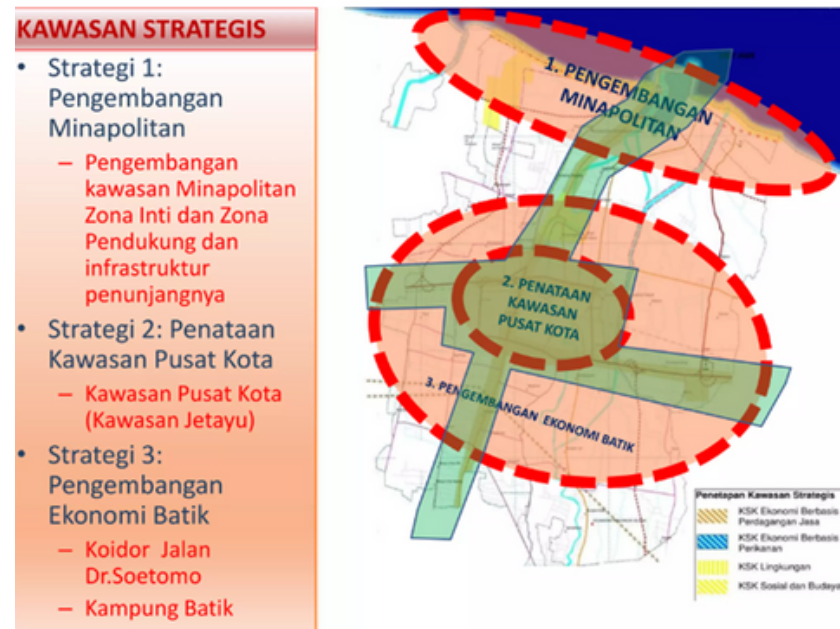 KAWASAN STRATEGIS
• Strategi 1:
Pengembangan
Minapolitan
– Pengembangan
kawasan Minapolitan
Zona Inti dan Zona
Pendukung dan
infrastruktur
penunjangnya
• Strategi 2: Penataan
Kawasan Pusat Kota
– Kawasan Pusat Kota
(Kawasan Jetayu)
• Strategi 3:
Pengembangan
Ekonomi Batik
– Koidor Jalan
Dr.Soetomo
– Kampung Batik
1. PENGEMBANGAN
MINAPOLITAN
2. PENATAAN
KAWASAN
PUSAT KOTA
3. PENGEMBANGAN EKONOMI BATIK
Penetapan Kawasan Strategis
KSK Ekonomi Berbasis
Perdagangan Jasa
KSK Ekonomi Berbasis
Perikanan
KSK Lingkungan
KSK Sosial dan Budaya